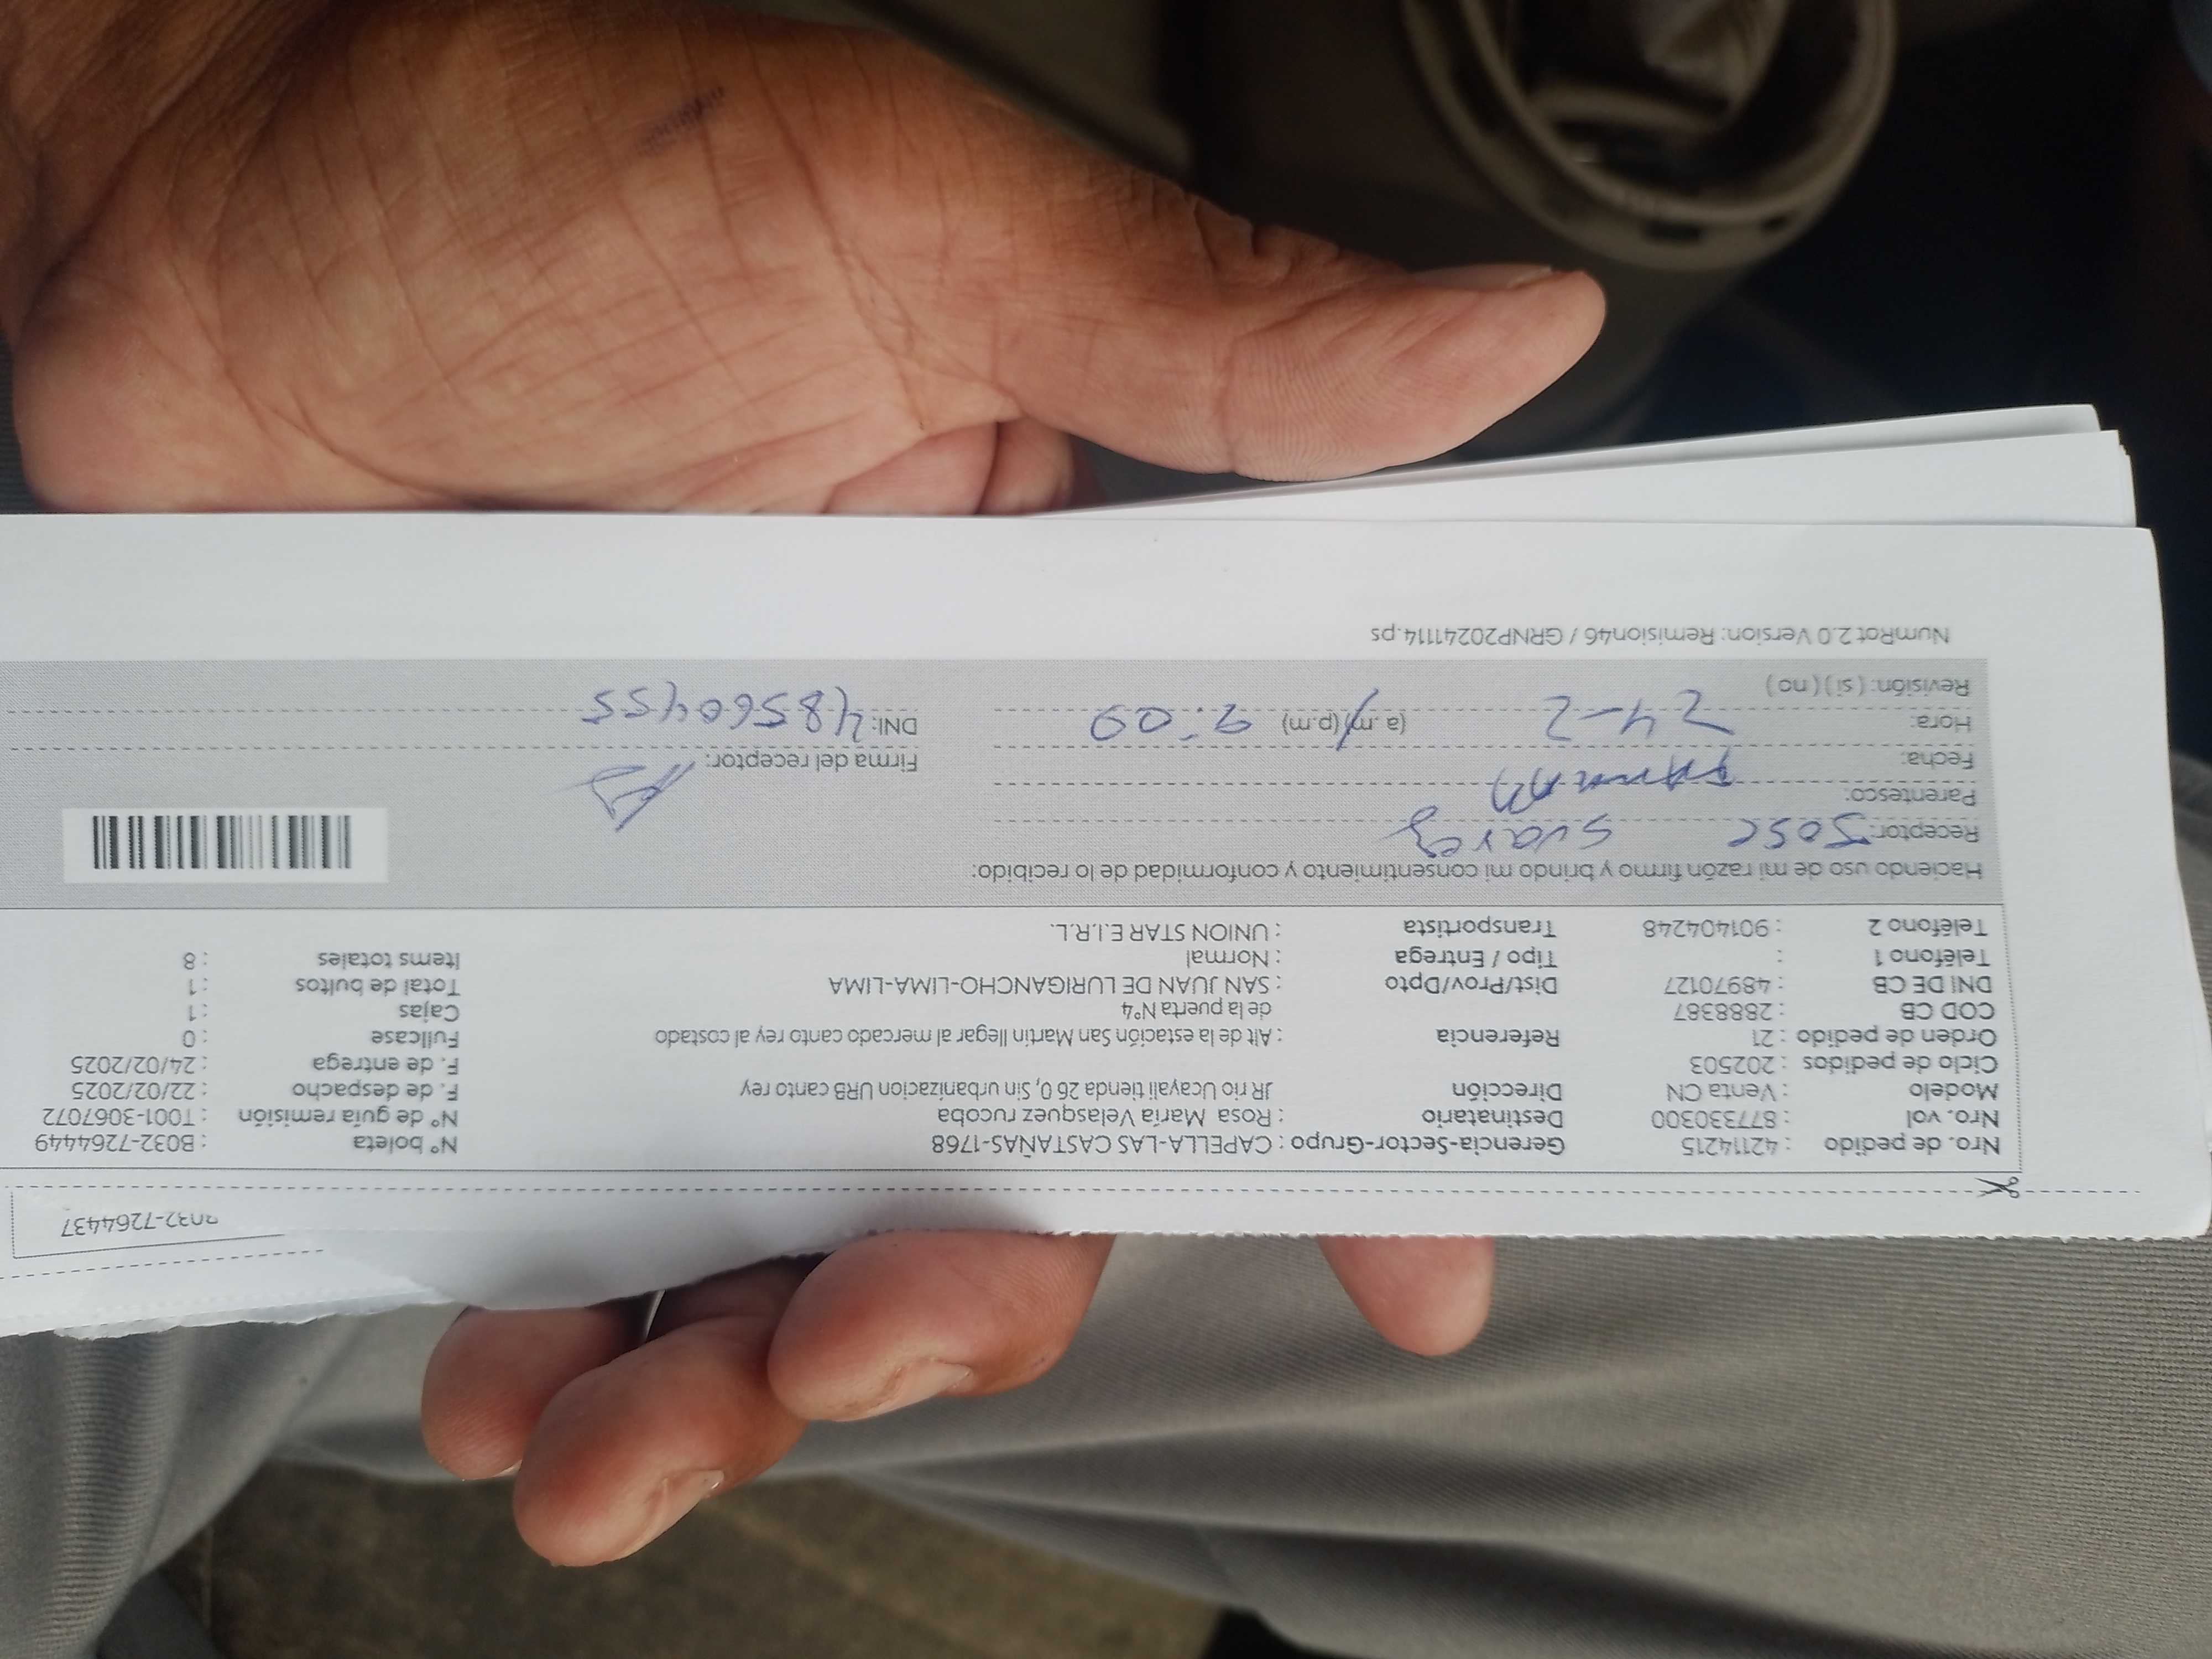 B032-7264437
Nro. de pedido : 42114215 Gerencia-Sector-Grupo : CAPELLA-LAS CASTAÑAS-1768 N° boleta : B032-7264449
Nro. vol : 877330300 Destinatario : Rosa María Velasquez rucoba N° de guía remisión : T001-3067072
Modelo : Venta CN Dirección JR rio Ucayali tienda 26 0, Sin urbanizacion URB canto rey F. de despacho : 22/02/2025
Ciclo de pedidos : 202503 F. de entrega : 24/02/2025
Orden de pedido : 21 Referencia : Alt de la estación San Martín llegar al mercado canto rey al costado Fullcase : 0
COD CB : 2888387 de la puerta N°4 Cajas : 1
DNI DE CB : 48970127 Dist/Prov/Dpto : SAN JUAN DE LURIGANCHO-LIMA-LIMA Total de bultos : 1
Teléfono 1 : Tipo / Entrega : Normal Items totales : 8
Teléfono 2 : 901404248 Transportista : UNION STAR E.I.R.L.
Haciendo uso de mi razón firmo y brindo mi consentimiento y conformidad de lo recibido:
Receptor: Jose Suarez
Parentesco:
Fecha: Firma del receptor:
Hora: 24-2 (a.m) (p.m) 9:00 DNI: 48560455
Revisión: ( si ) ( no )
NumRot 2.0 Version: Remision46 / GRNP20241114.ps